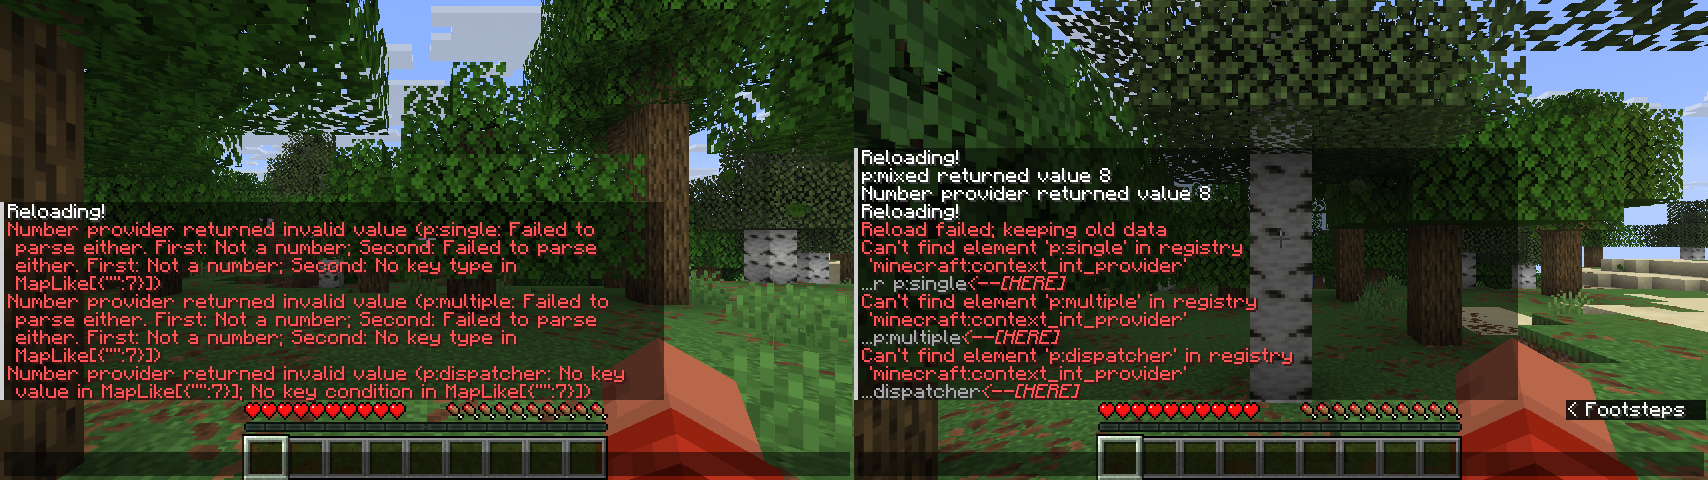 Reloading!
Number provider returned invalid value (p:single: Failed to
parse either. First: Not a number; Second: Failed to parse
either. First: Not a number; Second: No key type in
MapLike[{"":7}])
Number provider returned invalid value (p:multiple: Failed to
parse either. First: Not a number; Second: Failed to parse
either. First: Not a number; Second: No key type in
MapLike[{"":7}])
Number provider returned invalid value (p:dispatcher: No key
value in MapLike[{"":7}]; No key condition in MapLike[{"":7}])
Reloading!
p:mixed returned value 8
Number provider returned value 8
Reloading!
Reload failed; keeping old data
Can't find element 'p:single' in registry
'minecraft:context_int_provider'
...r p:single<--[HERE]
Can't find element 'p:multiple' in registry
'minecraft:context_int_provider'
...p:multiple<--[HERE]
Can't find element 'p:dispatcher' in registry
'minecraft:context_int_provider'
...dispatcher<--[HERE]
< Footsteps